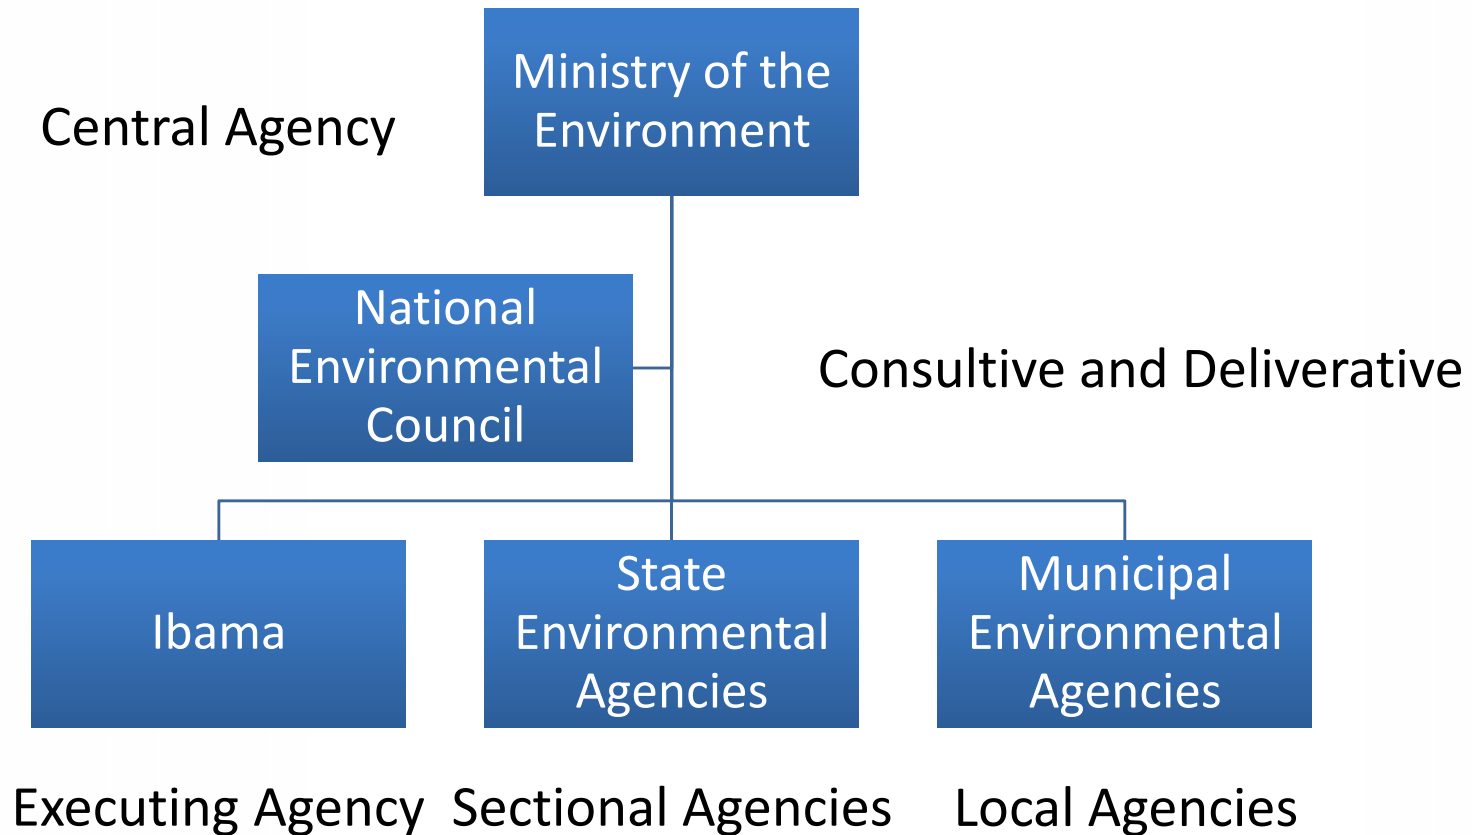 Ministry of the
Environment
Central Agency
National
Environmental
Council
Consultive and Deliverative
Ibama
State
Environmental
Agencies
Municipal
Environmental
Agencies
Executing Agency
Sectional Agencies
Local Agencies